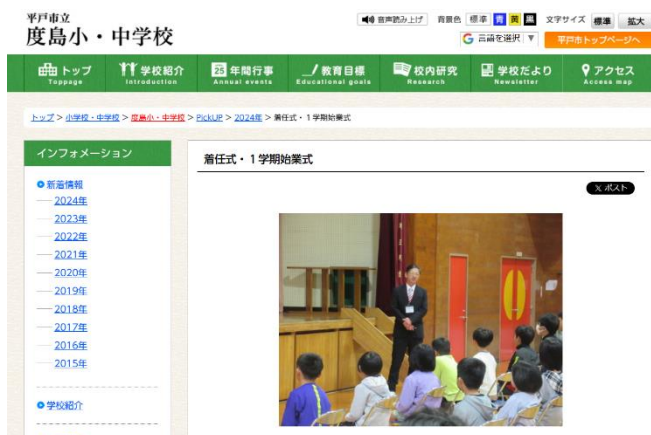 平戸市立
度島小・中学校
音声読み上げ 背景色 標準 青 黄 黒 文字サイズ 標準 拡大
G 言語を選択 ▼ 平戸市トップページへ
トップ 学校紹介 25 年間行事 教育目標 校内研究 学校だより アクセス
Toppage Introduction Annual events Educational goals Research Newsletter Access map
トップ > 小学校・中学校 > 度島小・中学校 > PickUP > 2024年 > 着任式・1学期始業式
インフォメーション
新着情報
2024年
2023年
2022年
2021年
2020年
2019年
2018年
2017年
2016年
2015年
学校紹介
着任式・1学期始業式
X ポスト